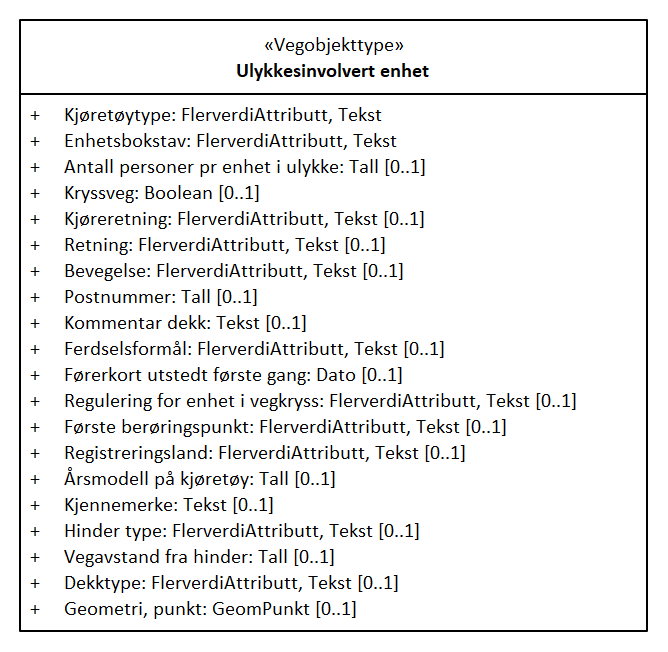 «Vegobjekttype»
Ulykkesinvolvert enhet
+ Kjøretøytype: FlerverdiAttributt, Tekst
+ Enhetsbokstav: FlerverdiAttributt, Tekst
+ Antall personer pr enhet i ulykke: Tall [0..1]
+ Kryssveg: Boolean [0..1]
+ Kjøreretning: FlerverdiAttributt, Tekst [0..1]
+ Retning: FlerverdiAttributt, Tekst [0..1]
+ Bevegelse: FlerverdiAttributt, Tekst [0..1]
+ Postnummer: Tall [0..1]
+ Kommentar dekk: Tekst [0..1]
+ Ferdselsformål: FlerverdiAttributt, Tekst [0..1]
+ Førerkort utstedt første gang: Dato [0..1]
+ Regulering for enhet i vegkryss: FlerverdiAttributt, Tekst [0..1]
+ Første berøringspunkt: FlerverdiAttributt, Tekst [0..1]
+ Registreringsland: FlerverdiAttributt, Tekst [0..1]
+ Årsmodell på kjøretøy: Tall [0..1]
+ Kjennemerke: Tekst [0..1]
+ Hinder type: FlerverdiAttributt, Tekst [0..1]
+ Vegavstand fra hinder: Tall [0..1]
+ Dekktype: FlerverdiAttributt, Tekst [0..1]
+ Geometri, punkt: GeomPunkt [0..1]